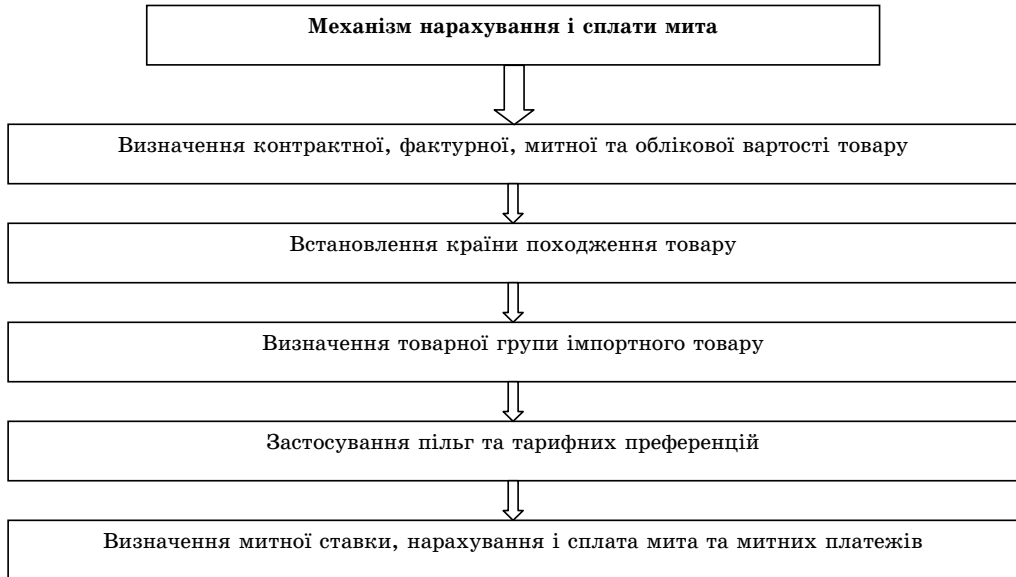 Механізм нарахування і сплати мита
Визначення контрактної, фактурної, митної та облікової вартості товару
Встановлення країни походження товару
Визначення товарної групи імпортного товару
Застосування пільг та тарифних преференцій
Визначення митної ставки, нарахування і сплата мита та митних платежів